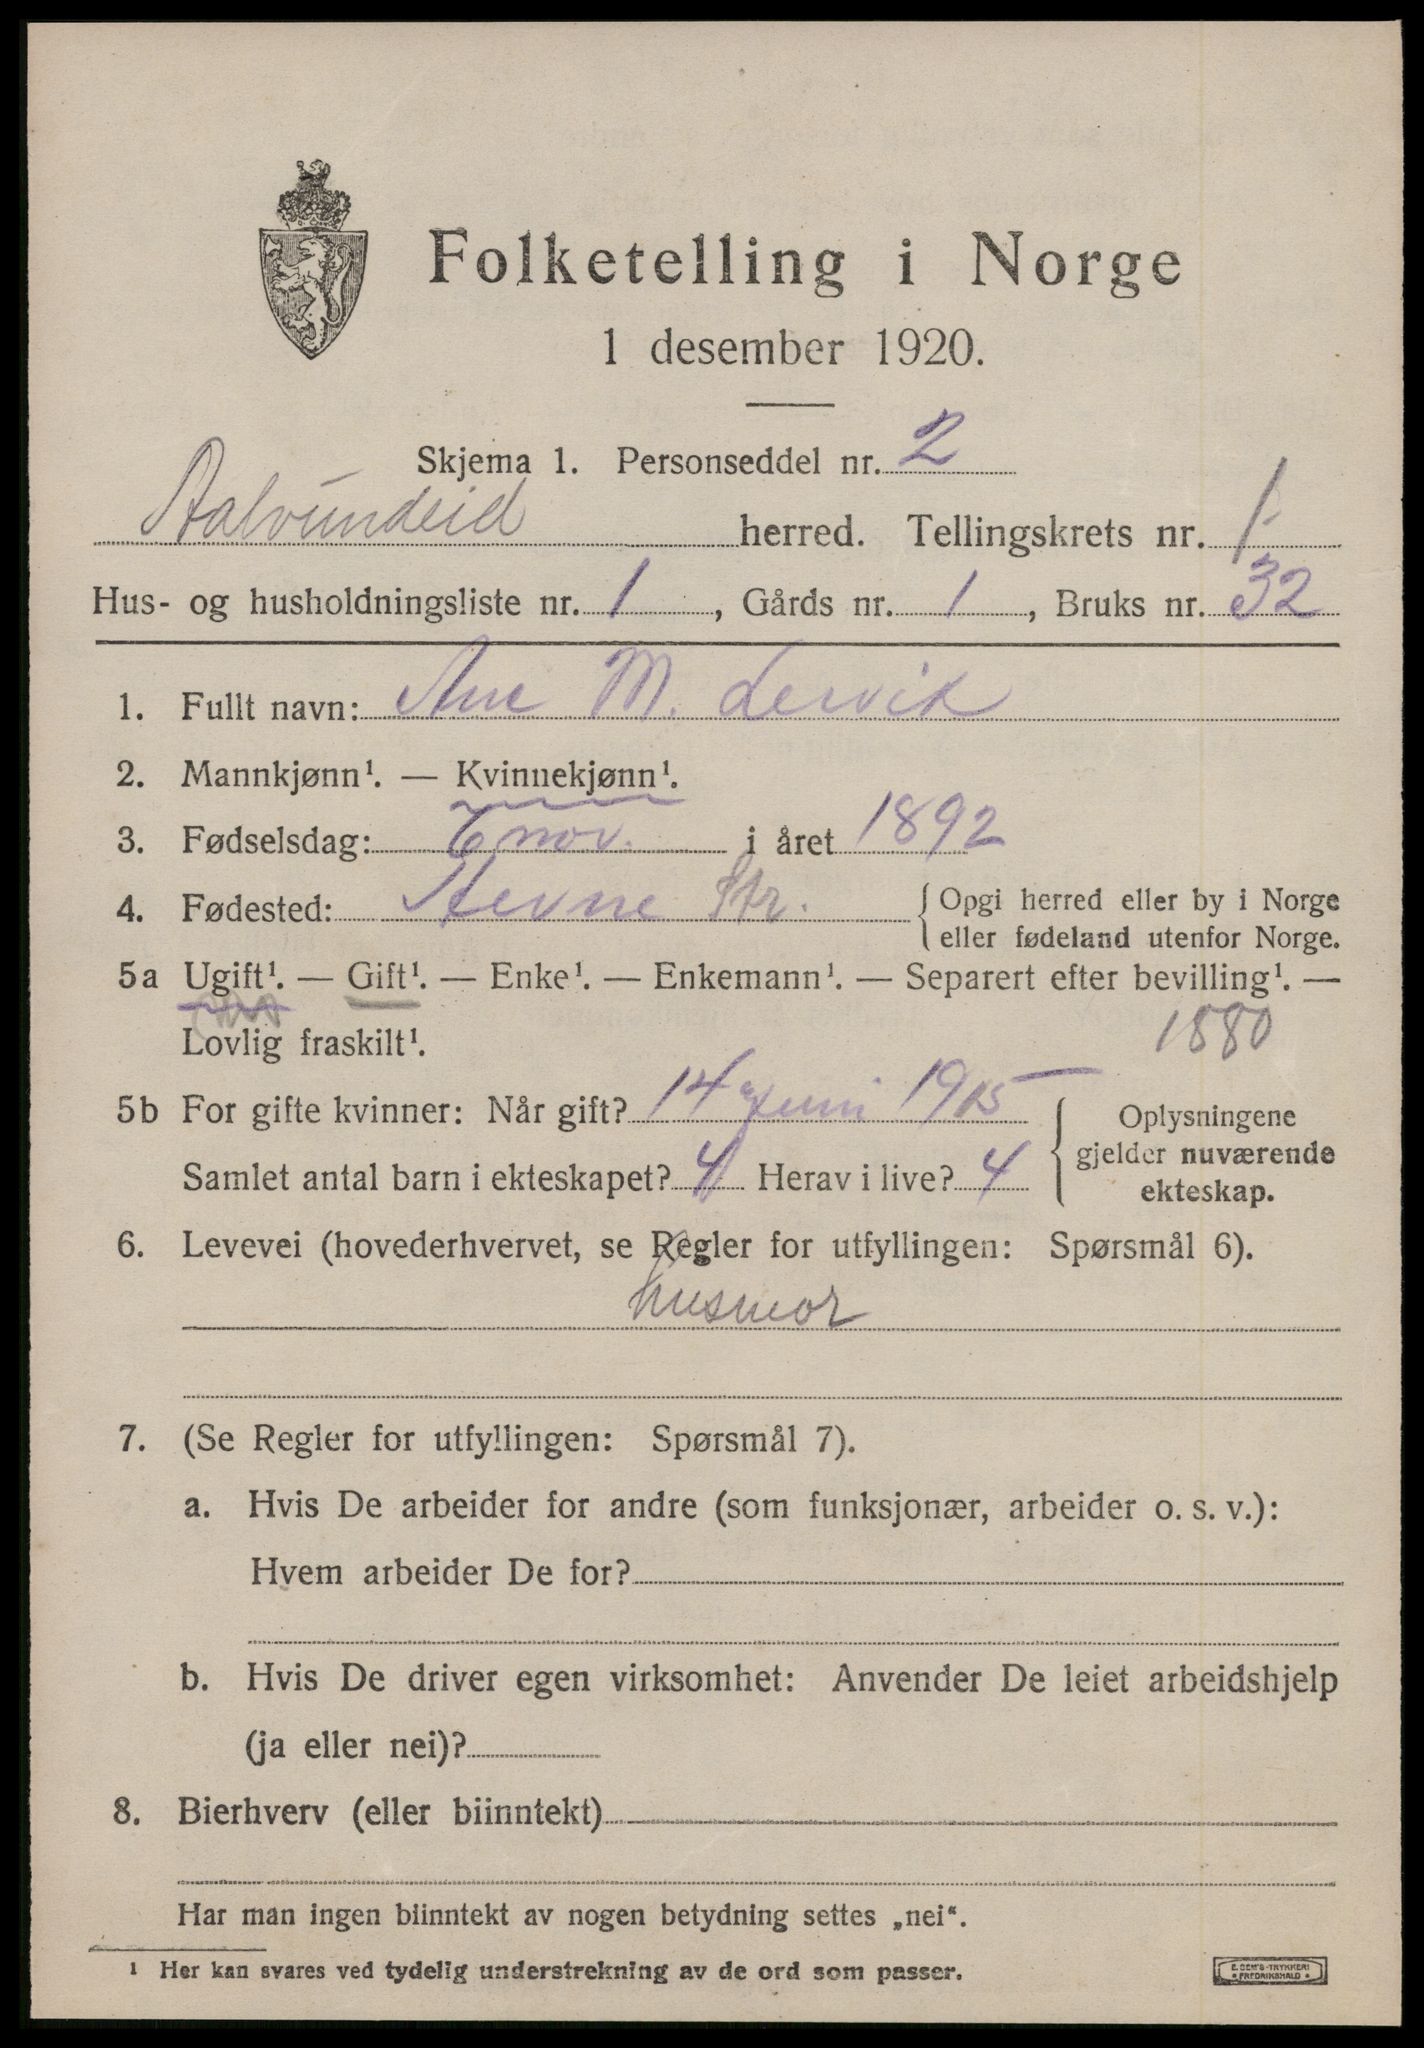 Folketelling i Norge
1 desember 1920.
Skjema 1. Personseddel nr. 2
Aalvundeid herred. Tellingskrets nr. 1
Hus- og husholdningsliste nr. 1, Gårds nr. 1, Bruks nr. 32
1. Fullt navn: Ane M. Lervik
2. Mannkjønn¹. — Kvinnekjønn¹.
3. Fødselsdag: 6 nov. i året 1892
4. Fødested: Stevne Str. { Opgi herred eller by i Norge
eller fødeland utenfor Norge.
5a Ugift¹. — Gift¹. — Enke¹. — Enkemann¹. — Separert efter bevilling¹. —
Lovlig fraskilt¹. 1880
5b For gifte kvinner: Når gift? 14 juni 1915
Samlet antal barn i ekteskapet? 4 Herav i live? 4
Oplysningene
gjelder nuværende
ekteskap.
6. Levevei (hovederhvervet, se Regler for utfyllingen: Spørsmål 6).
husmor
7. (Se Regler for utfyllingen: Spørsmål 7).
a. Hvis De arbeider for andre (som funksjonær, arbeider o. s. v.):
Hvem arbeider De for?
b. Hvis De driver egen virksomhet: Anvender De leiet arbeidshjelp
(ja eller nei)?
8. Bierhverv (eller biinntekt)
Har man ingen biinntekt av nogen betydning settes „nei“.
¹ Her kan svares ved tydelig understrekning av de ord som passer.
E. SEM'S TRYKKERI
FREDRIKSHALD